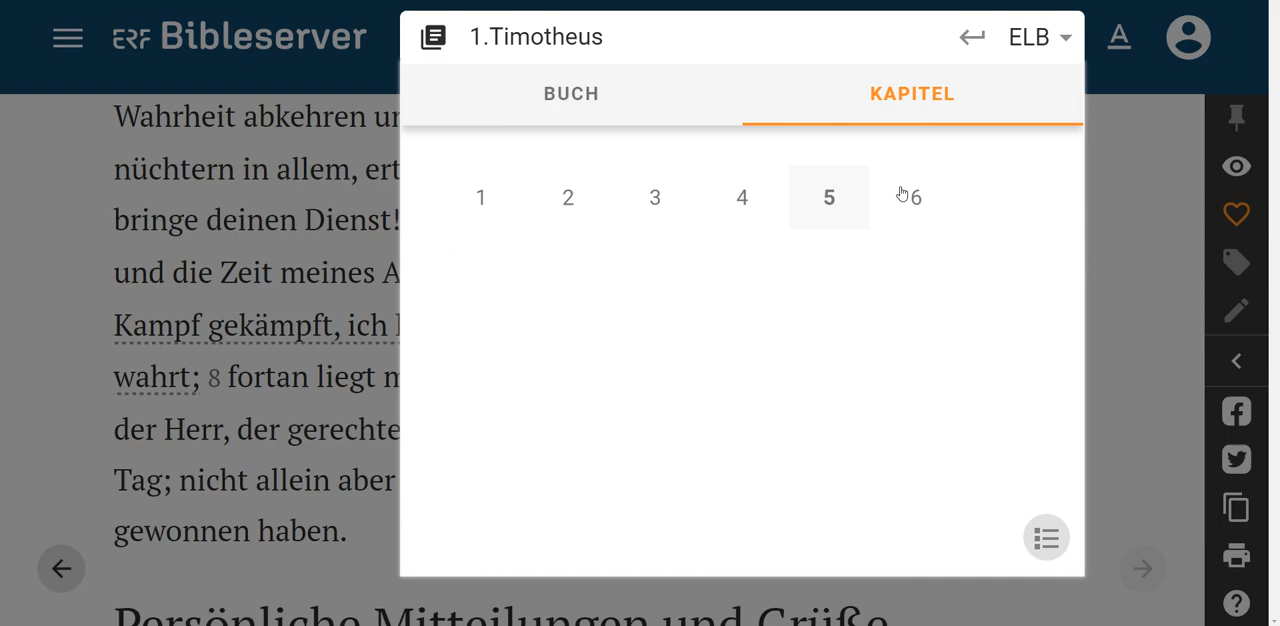 ERF Bibleserver
1.Timotheus
ELB
A
BUCH
KAPITEL
1 2 3 4 5 6
Wahrheit abkehren
nüchtern in allem,
bringe deinen Dienst!
und die Zeit meines
Kampf gekämpft, ich
wahrt; 8 fortan liegt
der Herr, der gerechte
Tag; nicht allein aber
gewonnen haben.
Persönliche Mitteilungen und Grüße